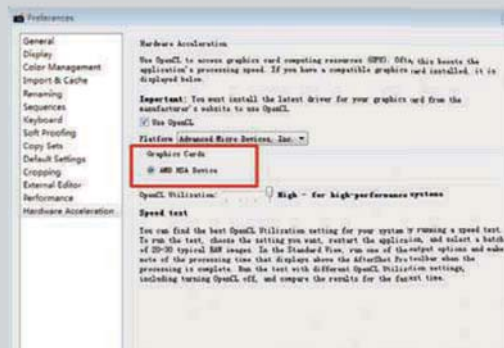 Preferences
General
Display
Color Management
Import & Cache
Renaming
Sequences
Keyboard
Soft Proofing
Copy Sets
Default Settings
Cropping
External Editor
Performance
Hardware Acceleration
Hardware Acceleration
Use OpenCL to access graphics card computing resources (GPU). Often, this boosts the
application's processing speed. If you have a compatible graphics card installed, it is
displayed below.
Important: You must install the latest driver for your graphics card from the
manufacturer's website to use OpenCL.
Use OpenCL
Platform Advanced Micro Devices, Inc.
Graphics Cards
AMD HSA Device
OpenCL Utilization: High - for high-performance systems
Speed test
You can find the best OpenCL Utilization setting for your system by running a speed test.
To run the test, choose the setting you want, restart the application, and select a batch
of 20-30 typical RAW images. In the Standard View, run one of the output options and make
note of the processing time that displays above the AfterShot Pro toolbar when the
processing is complete. Run the test with different OpenCL Utilization settings,
including turning OpenCL off, and compare the results for the fastest time.